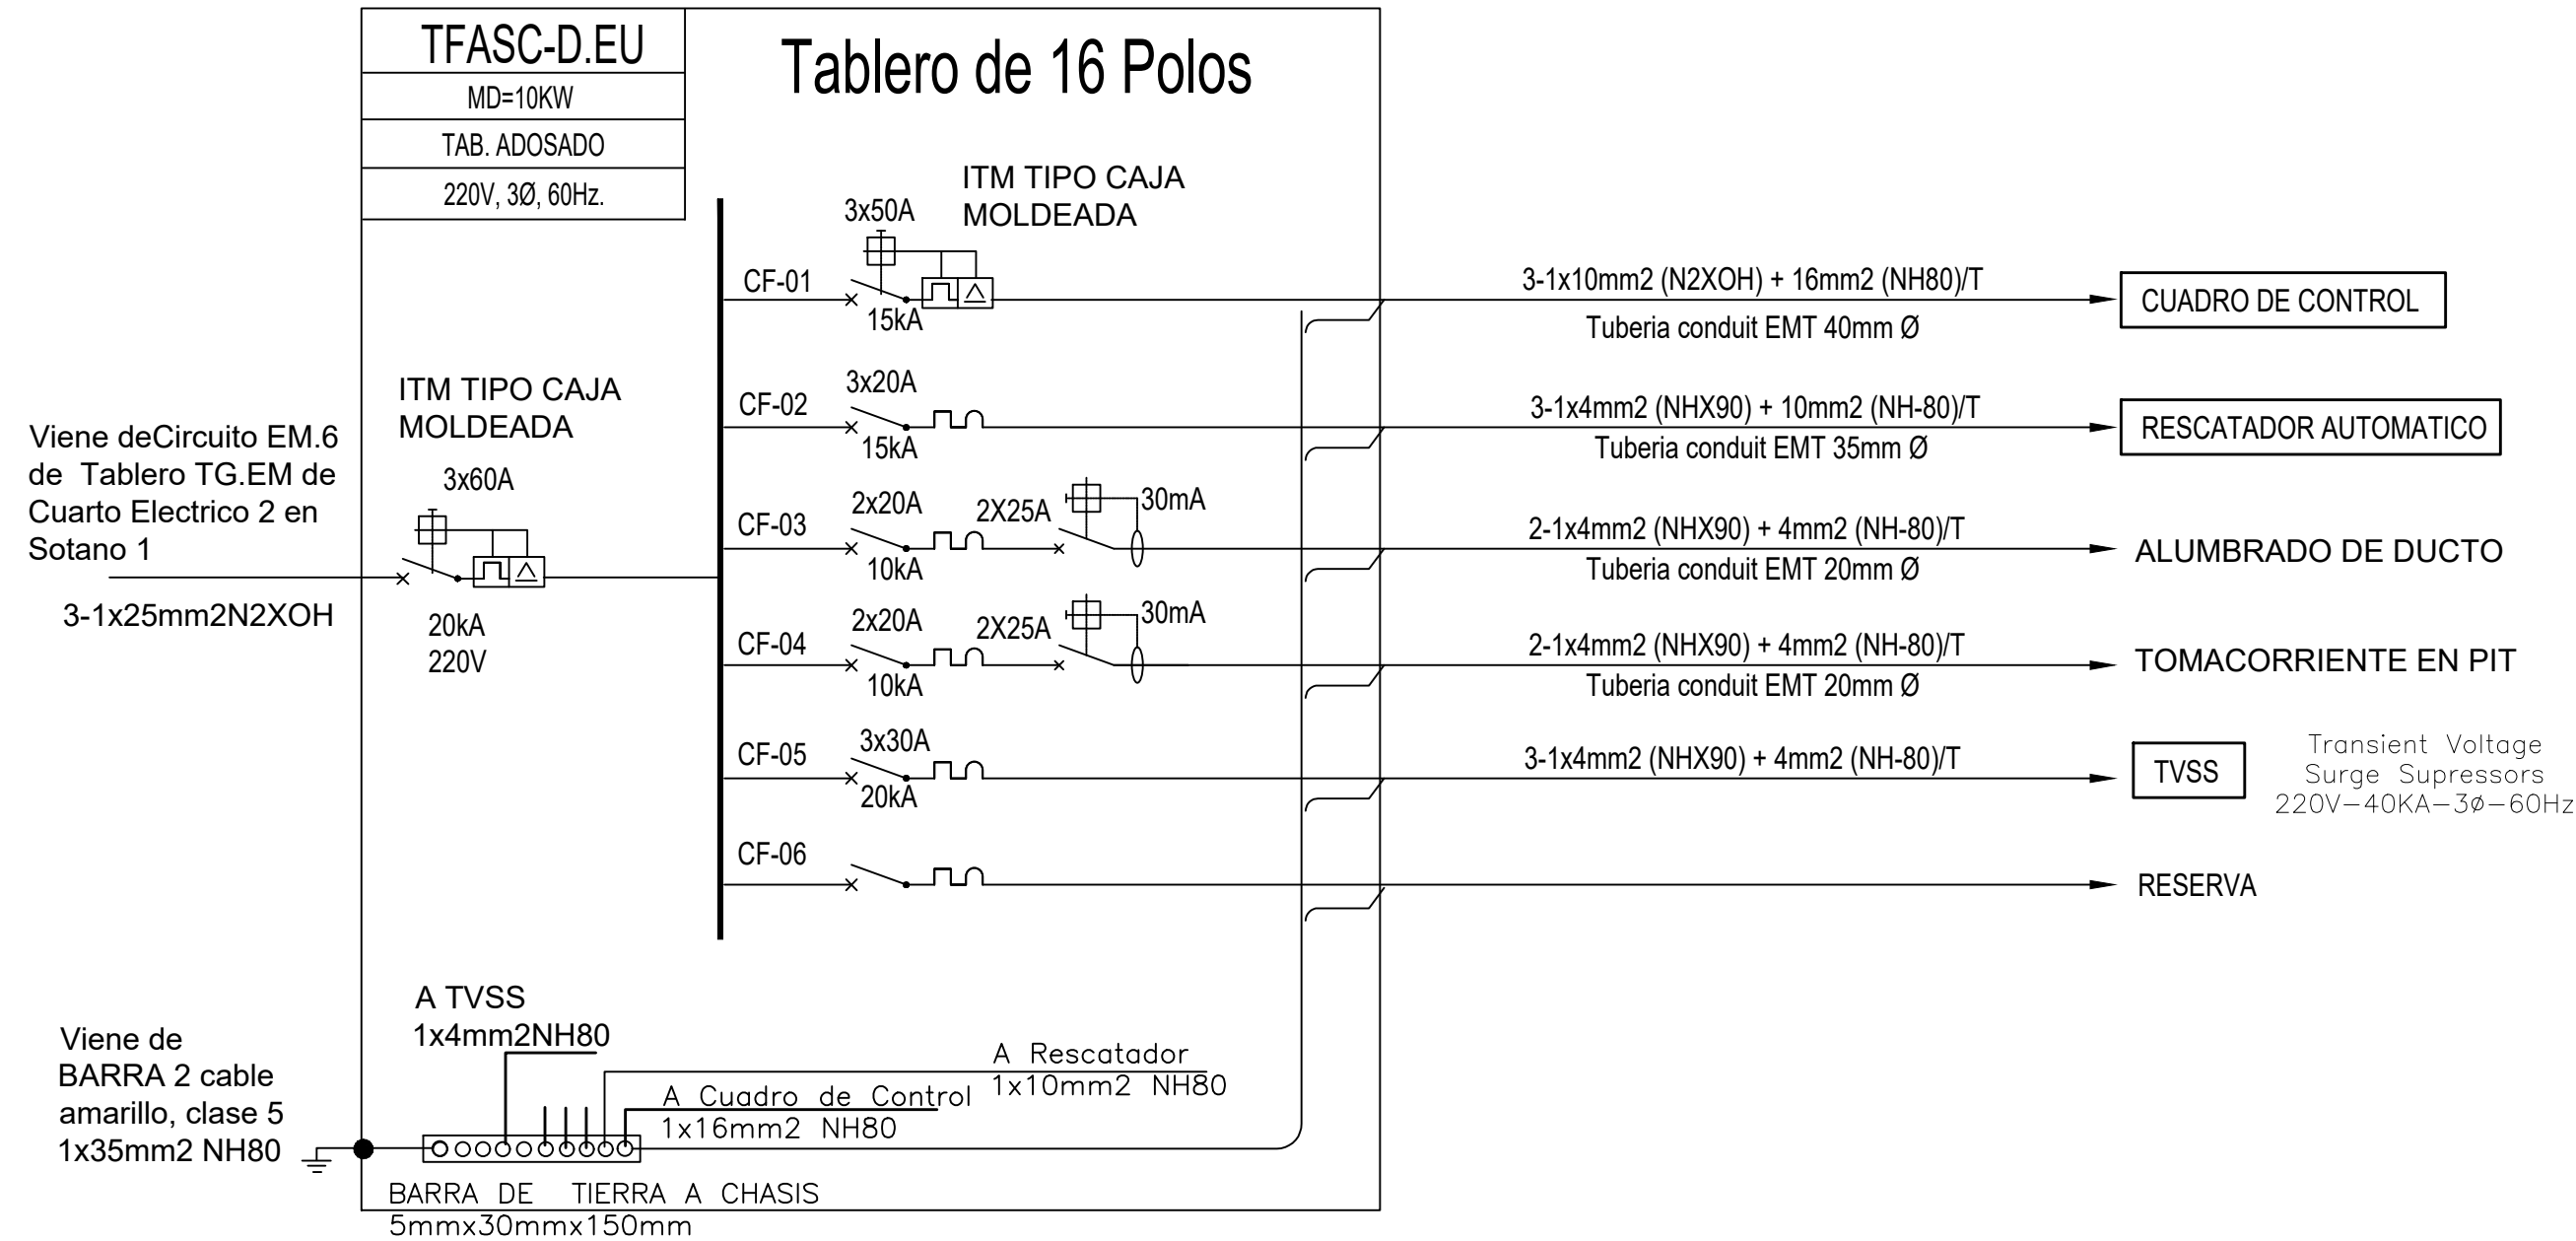 TFASC-D.EU
MD=10KW
TAB. ADOSADO
220V, 3Ø, 60Hz.
Tablero de 16 Polos
ITM TIPO CAJA
MOLDEADA
3x50A
CF-01
15kA
3-1x10mm2 (N2XOH) + 16mm2 (NH80)/T
Tuberia conduit EMT 40mm Ø
CUADRO DE CONTROL
3x20A
CF-02
15kA
3-1x4mm2 (NHX90) + 10mm2 (NH-80)/T
Tuberia conduit EMT 35mm Ø
RESCATADOR AUTOMATICO
ITM TIPO CAJA
MOLDEADA
3x60A
20kA
220V
Viene deCircuito EM.6
de Tablero TG.EM de
Cuarto Electrico 2 en
Sotano 1
3-1x25mm2N2XOH
2x20A
CF-03
10kA
2X25A
30mA
2-1x4mm2 (NHX90) + 4mm2 (NH-80)/T
Tuberia conduit EMT 20mm Ø
ALUMBRADO DE DUCTO
2x20A
CF-04
10kA
2X25A
30mA
2-1x4mm2 (NHX90) + 4mm2 (NH-80)/T
Tuberia conduit EMT 20mm Ø
TOMACORRIENTE EN PIT
3x30A
CF-05
20kA
3-1x4mm2 (NHX90) + 4mm2 (NH-80)/T
TVSS
Transient Voltage
Surge Supressors
220V-40KA-3Ø-60Hz
CF-06
RESERVA
A TVSS
1x4mm2NH80
A Rescatador
1x10mm2 NH80
A Cuadro de Control
1x16mm2 NH80
Viene de
BARRA 2 cable
amarillo, clase 5
1x35mm2 NH80
BARRA DE TIERRA A CHASIS
5mmx30mmx150mm